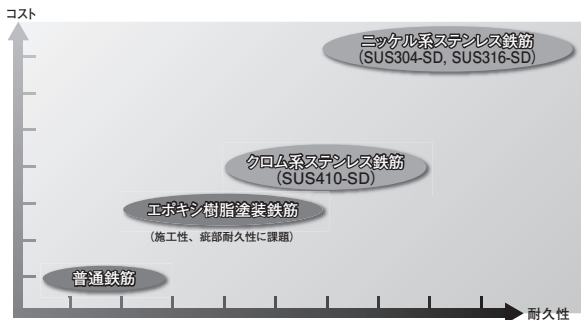 コスト
ニッケル系ステンレス鉄筋
(SUS304-SD, SUS316-SD)
クロム系ステンレス鉄筋
(SUS410-SD)
エポキシ樹脂塗装鉄筋
(施工性、疵部耐久性に課題)
普通鉄筋
耐久性